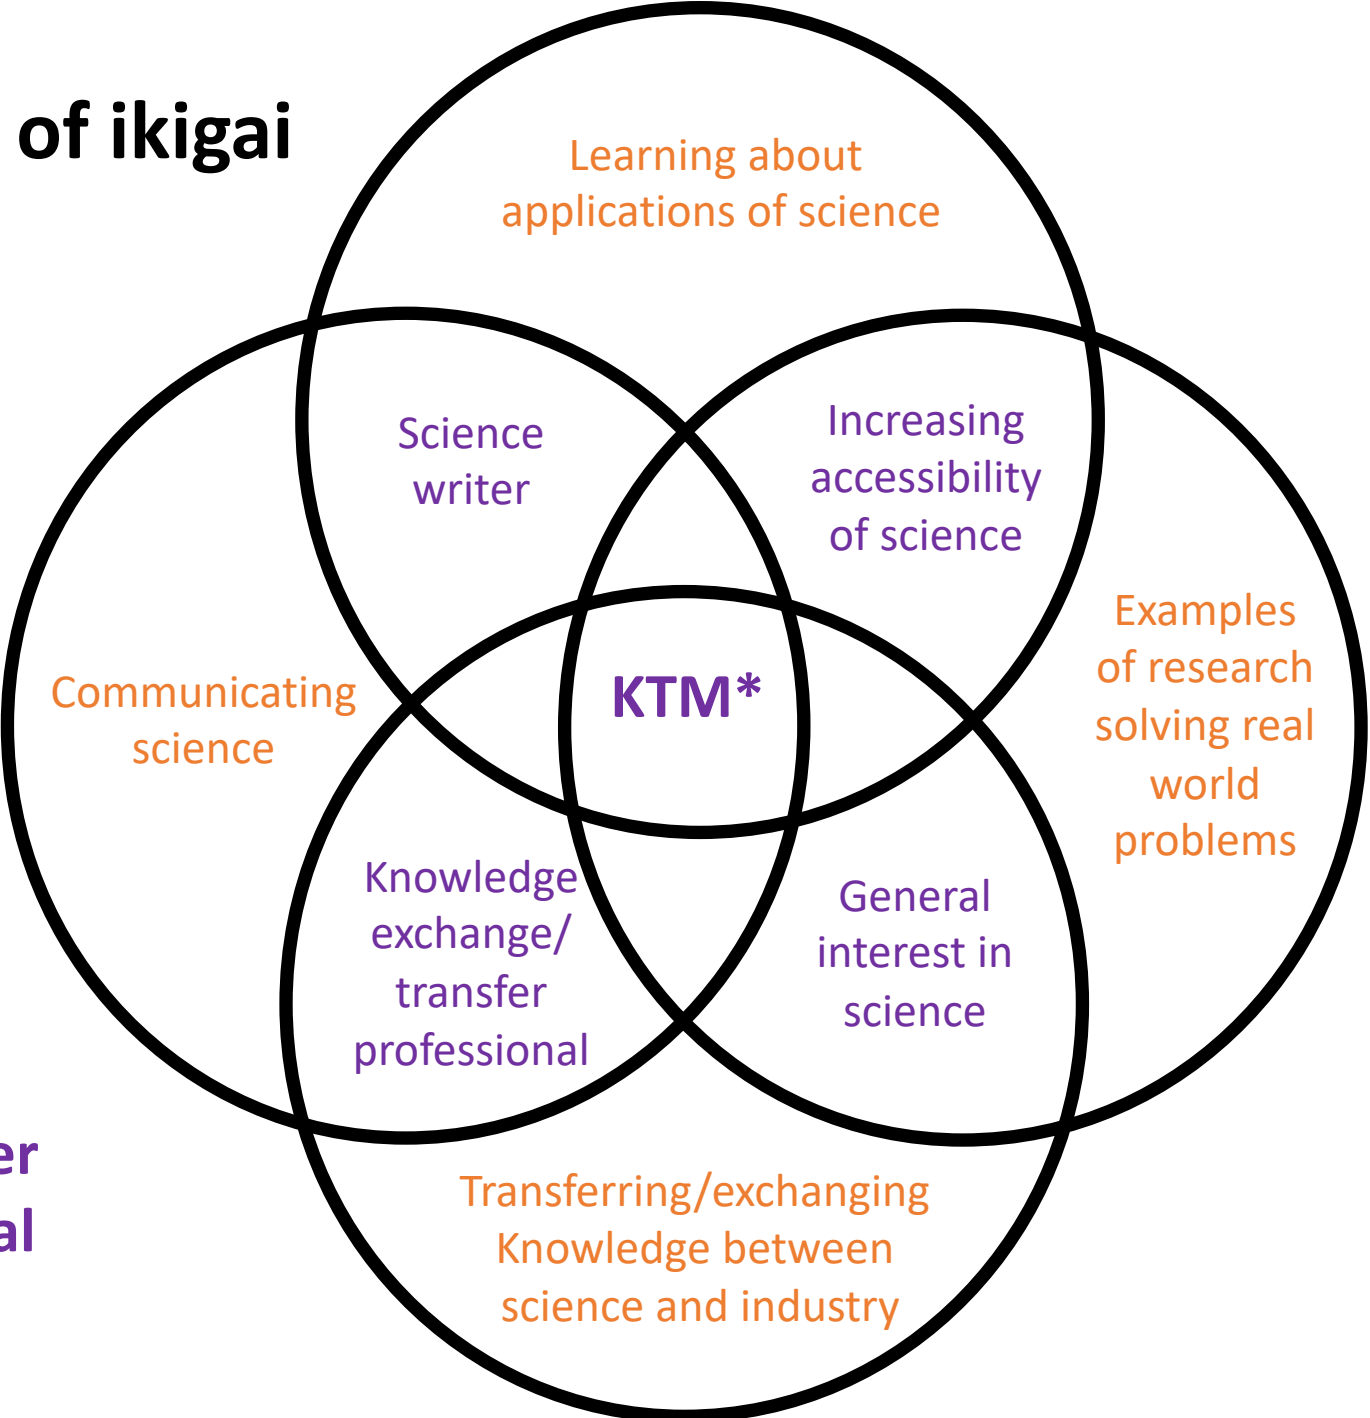 of ikigai
Learning about
applications of science
Science
writer
Increasing
accessibility
of science
Communicating
science
KTM*
Examples
of research
solving real
world
problems
Knowledge
exchange/
transfer
professional
General
interest in
science
er
al
Transferring/exchanging
Knowledge between
science and industry